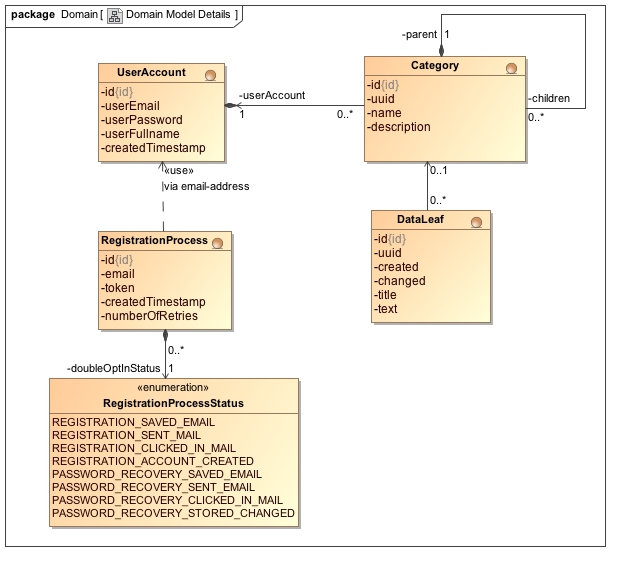 package Domain [ Domain Model Details ]
-parent 1
UserAccount
-id{id}
-userEmail
-userPassword
-userFullname
-createdTimestamp
-userAccount
1
0..*
Category
-id{id}
-uuid
-name
-description
-children
0..*
«use»
via email-address
0..1
0..*
RegistrationProcess
-id{id}
-email
-token
-createdTimestamp
-numberOfRetries
DataLeaf
-id{id}
-uuid
-created
-changed
-title
-text
0..*
-doubleOptInStatus 1
«enumeration»
RegistrationProcessStatus
REGISTRATION_SAVED_EMAIL
REGISTRATION_SENT_MAIL
REGISTRATION_CLICKED_IN_MAIL
REGISTRATION_ACCOUNT_CREATED
PASSWORD_RECOVERY_SAVED_EMAIL
PASSWORD_RECOVERY_SENT_EMAIL
PASSWORD_RECOVERY_CLICKED_IN_MAIL
PASSWORD_RECOVERY_STORED_CHANGED